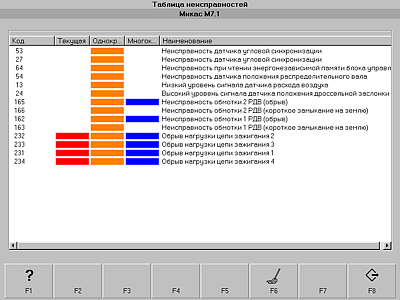 Таблица неисправностей
Микас М7.1
Код Текущая Однокр... Многок... Наименование
53 Неисправность датчика угловой синхронизации
27 Неисправность датчика угловой синхронизации
64 Неисправность при чтении энергонезависимой памяти блока управл
54 Неисправность датчика положения распределительного вала
13 Низкий уровень сигнала датчика расхода воздуха
24 Высокий уровень сигнала датчика положения дроссельной заслонки
165 Неисправность обмотки 2 РДВ (обрыв)
166 Неисправность обмотки 2 РДВ (короткое замыкание на землю)
162 Неисправность обмотки 1 РДВ (обрыв)
163 Неисправность обмотки 1 РДВ (короткое замыкание на землю)
232 Обрыв нагрузки цепи зажигания 2
233 Обрыв нагрузки цепи зажигания 3
231 Обрыв нагрузки цепи зажигания 1
234 Обрыв нагрузки цепи зажигания 4
?
F1 F2 F3 F4 F5 F6 F7 F8